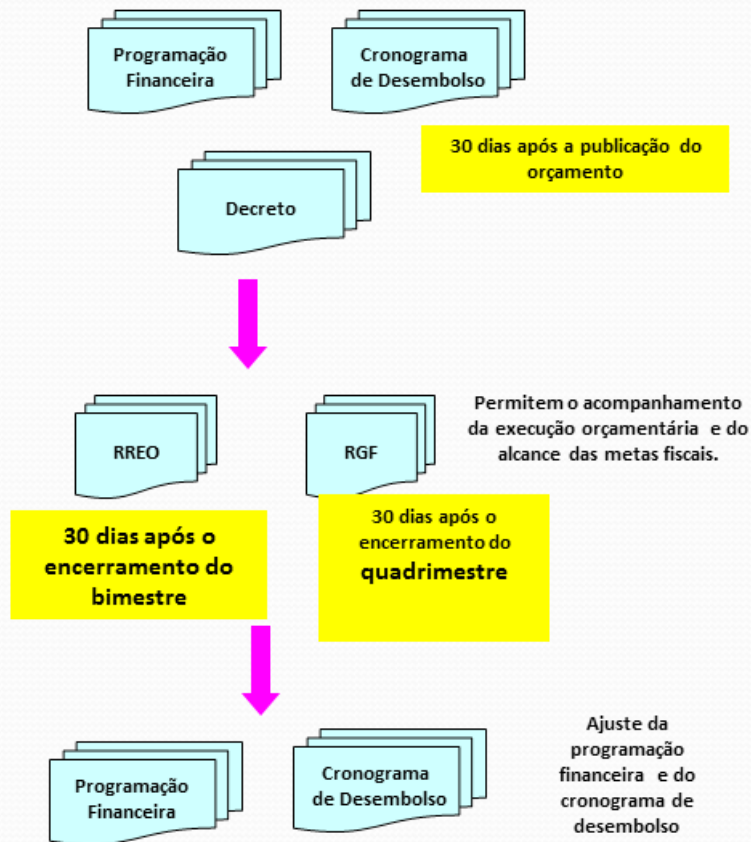 Programação
Financeira
Cronograma
de Desembolso
30 dias após a publicação do
orçamento
Decreto
RREO
RGF
Permitem o acompanhamento
da execução orçamentária e do
alcance das metas fiscais.
30 dias após o
encerramento do
bimestre
30 dias após o
encerramento do
quadrimestre
Programação
Financeira
Cronograma
de Desembolso
Ajuste da
programação
financeira e do
cronograma de
desembolso